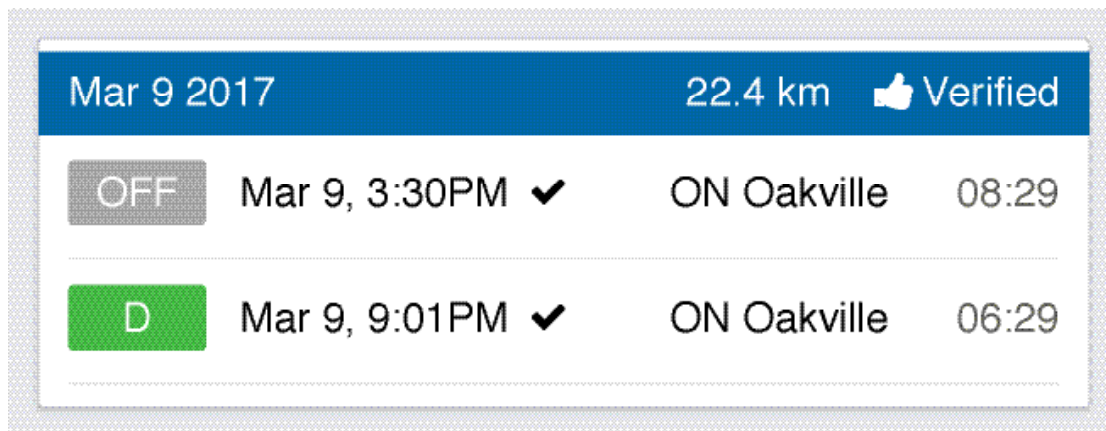 Mar 9 2017 22.4 km Verified
OFF Mar 9, 3:30PM ✔ ON Oakville 08:29
D Mar 9, 9:01PM ✔ ON Oakville 06:29